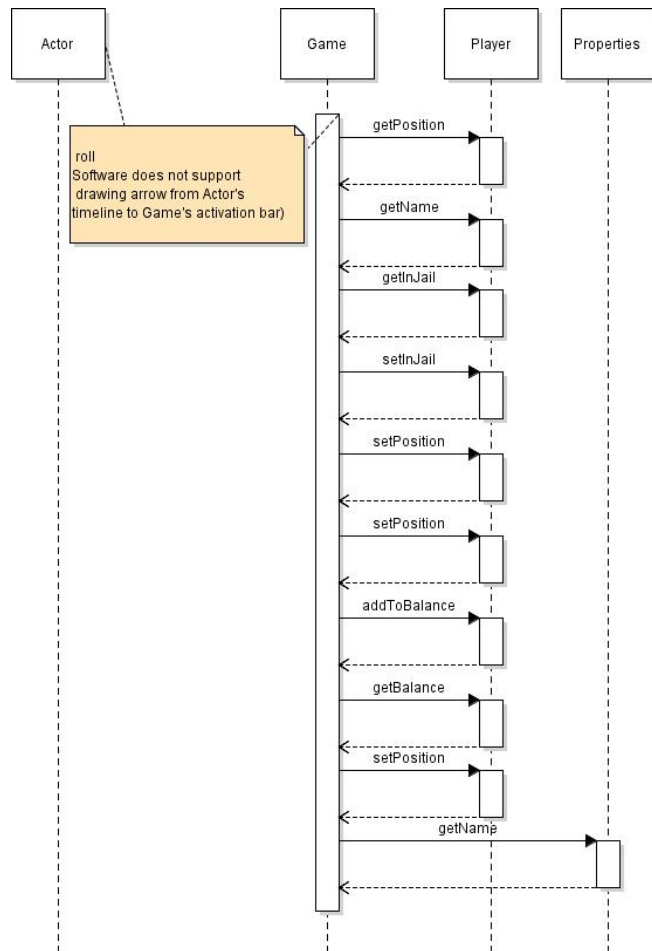 Actor
Game
Player
Properties
roll
Software does not support
drawing arrow from Actor's
timeline to Game's activation bar)
getPosition
getName
getInJail
setInJail
setPosition
setPosition
addToBalance
getBalance
setPosition
getName